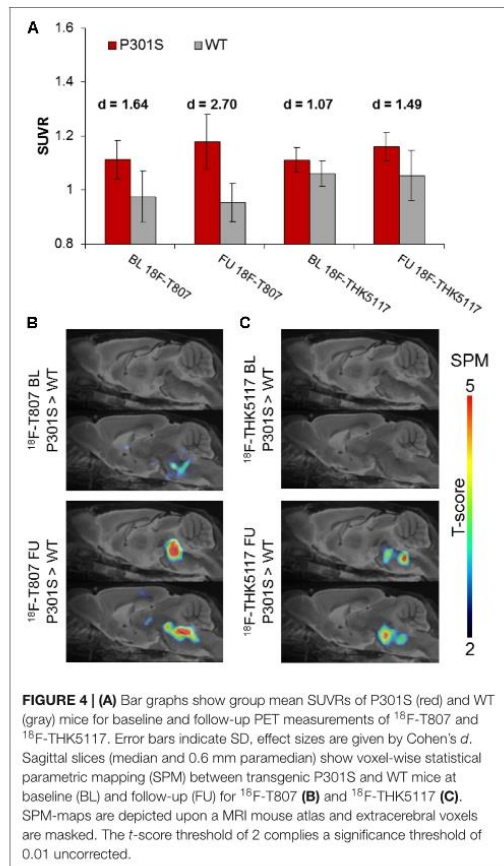 A
P301S WT
1.6
1.4
1.2
1
0.8
SUVR
d = 1.64 d = 2.70 d = 1.07 d = 1.49
BL 18F-T807
FU 18F-T807
BL 18F-THK5117
FU 18F-THK5117
B
C
¹⁸F-T807 BL
P301S > WT
¹⁸F-THK5117 BL
P301S > WT
¹⁸F-T807 FU
P301S > WT
¹⁸F-THK5117 FU
P301S > WT
SPM
5
T-score
2
FIGURE 4 | (A) Bar graphs show group mean SUVRs of P301S (red) and WT
(gray) mice for baseline and follow-up PET measurements of ¹⁸F-T807 and
¹⁸F-THK5117. Error bars indicate SD, effect sizes are given by Cohen's d.
Sagittal slices (median and 0.6 mm paramedian) show voxel-wise statistical
parametric mapping (SPM) between transgenic P301S and WT mice at
baseline (BL) and follow-up (FU) for ¹⁸F-T807 (B) and ¹⁸F-THK5117 (C).
SPM-maps are depicted upon a MRI mouse atlas and extracerebral voxels
are masked. The t-score threshold of 2 complies a significance threshold of
0.01 uncorrected.